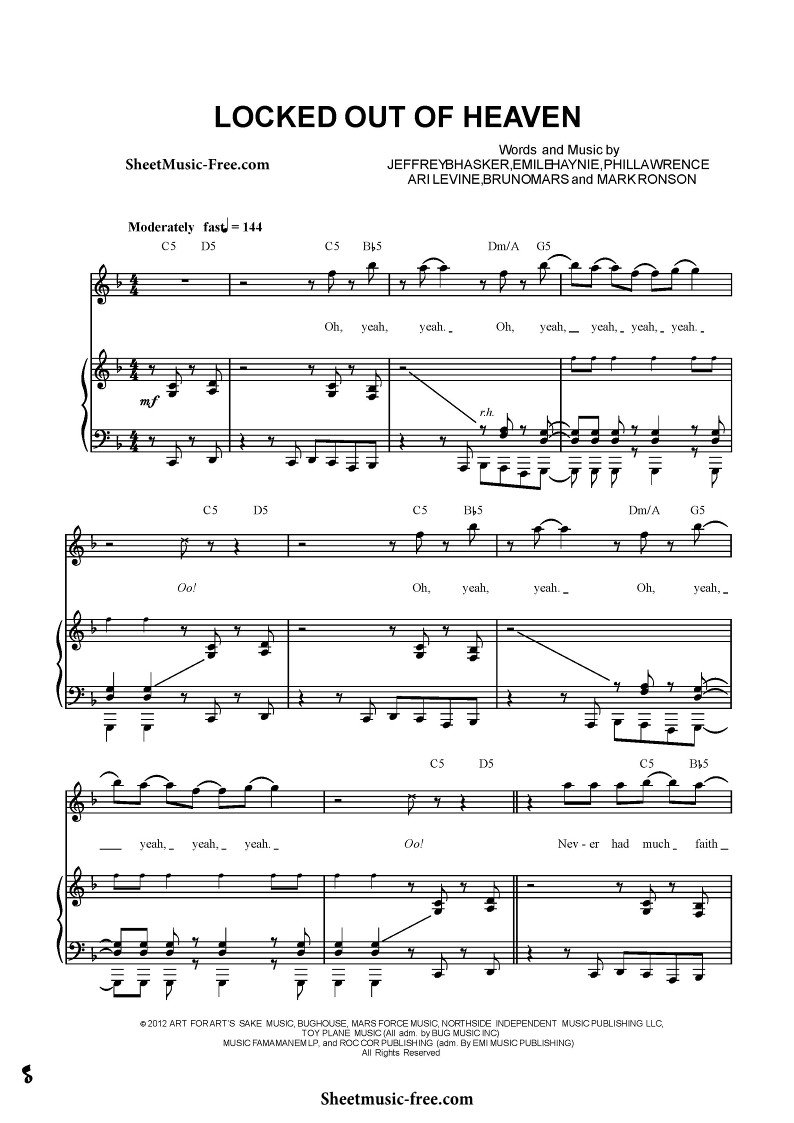 LOCKED OUT OF HEAVEN
Words and Music by
SheetMusic-Free.com
JEFFREYBHASKER,EMILEHAYNIE,PHILLAWRENCE
ARI LEVINE,BRUNOMARS and MARKRONSON
Moderately fast ♩ = 144
C5 D5 C5 B♭5 Dm/A G5
4 4
Oh, yeah, yeah. Oh, yeah, yeah, yeah, yeah.
4 4
mf
r.h.
4 4
C5 D5 C5 B♭5 Dm/A G5
Oo! Oh, yeah, yeah. Oh, yeah,
C5 D5 C5 B♭5
yeah, yeah, yeah. Oo! Nev - er had much faith
© 2012 ART FORART'S SAKE MUSIC, BUGHOUSE, MARS FORCE MUSIC, NORTHSIDE INDEPENDENT MUSIC PUBLISHING LLC,
TOY PLANE MUSIC (All adm. by BUG MUSIC INC)
MUSIC FAMAMANEM LP, and ROC COR PUBLISHING (adm. By EMI MUSIC PUBLISHING)
All Rights Reserved
8
Sheetmusic-free.com